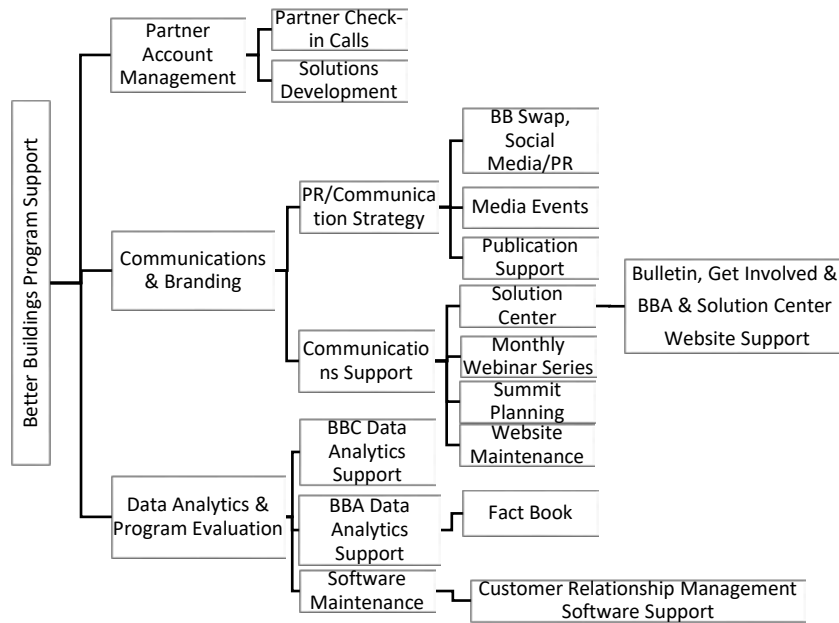 Better Buildings Program Support
Partner
Account
Management
Partner Check-
in Calls
Solutions
Development
Communications
& Branding
PR/Communica
tion Strategy
BB Swap,
Social
Media/PR
Media Events
Publication
Support
Communicatio
ns Support
Solution
Center
Bulletin, Get Involved &
BBA & Solution Center
Website Support
Monthly
Webinar Series
Summit
Planning
Website
Maintenance
Data Analytics &
Program Evaluation
BBC Data
Analytics
Support
BBA Data
Analytics
Support
Fact Book
Software
Maintenance
Customer Relationship Management
Software Support